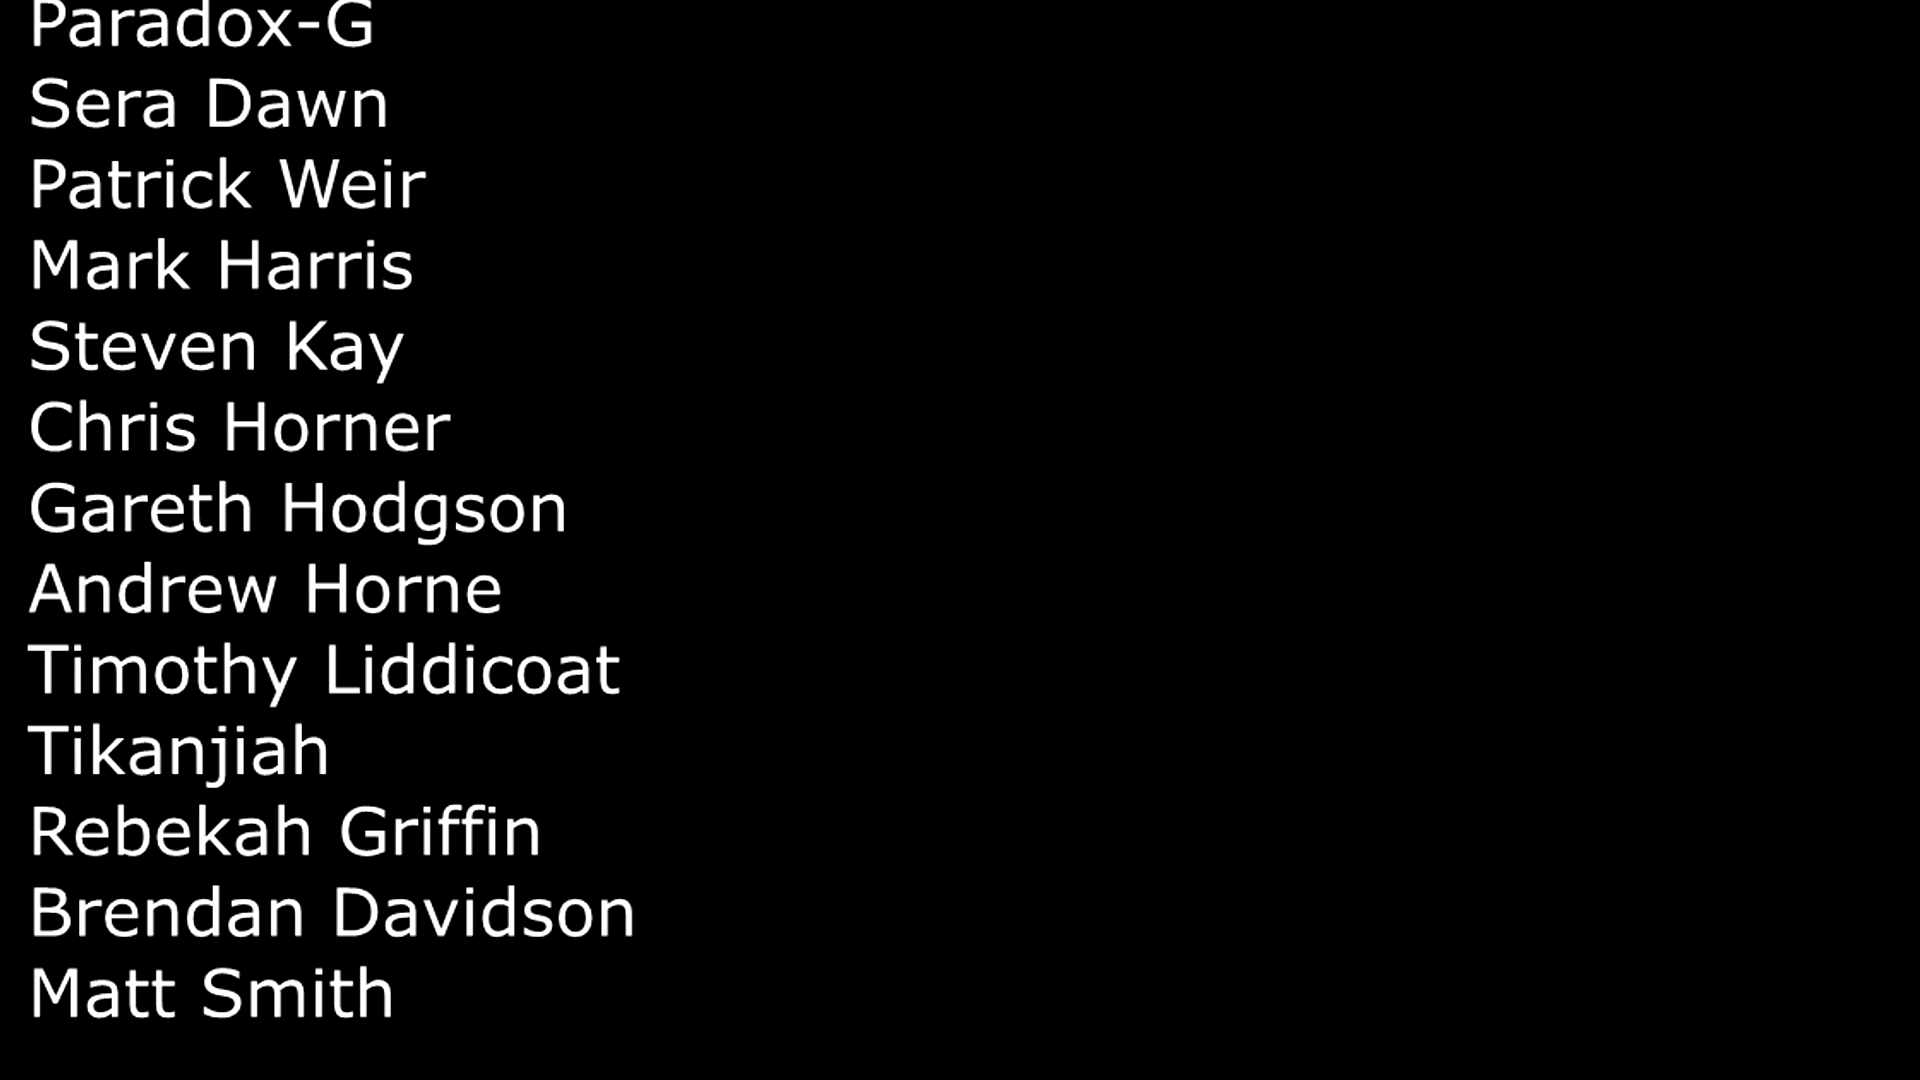 Paradox-G
Sera Dawn
Patrick Weir
Mark Harris
Steven Kay
Chris Horner
Gareth Hodgson
Andrew Horne
Timothy Liddicoat
Tikanjiah
Rebekah Griffin
Brendan Davidson
Matt Smith